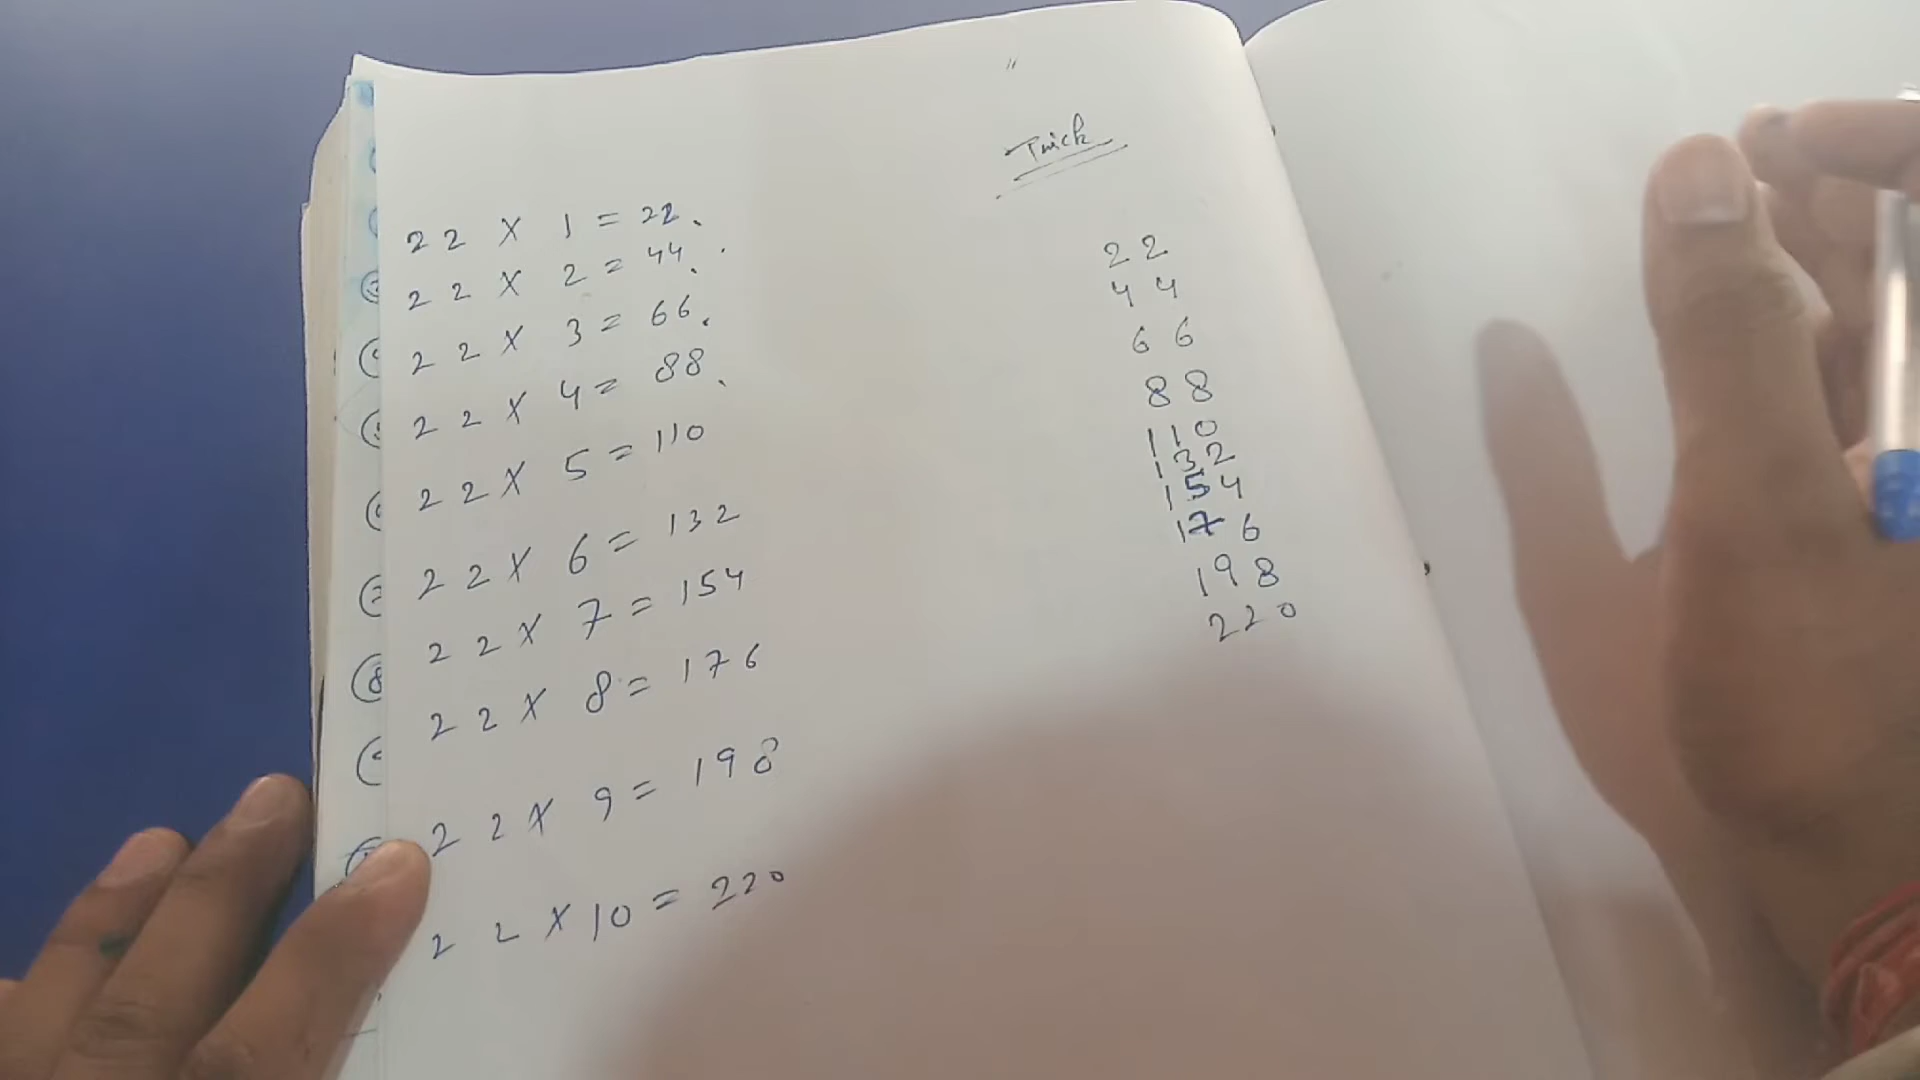 Trick
22 X 1 = 22.
22 X 2 = 44.
22 X 3 = 66.
22 X 4 = 88.
22 X 5 = 110
22 X 6 = 132
22 X 7 = 154
22 X 8 = 176
22 X 9 = 198
22 X 10 = 220
22
44
66
88
110
132
154
176
198
220